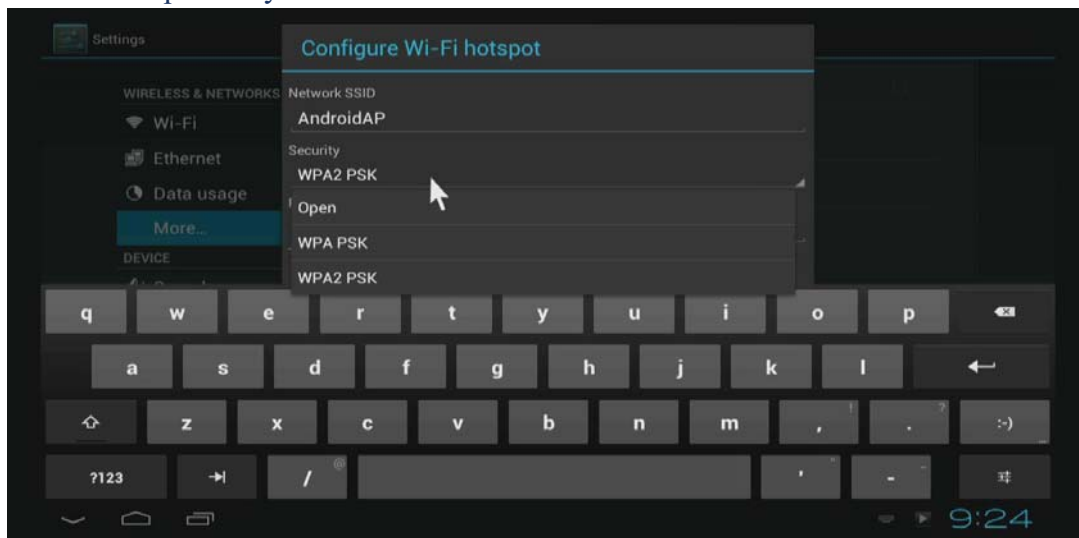 Settings
Configure Wi-Fi hotspot
WIRELESS & NETWORKS
Wi-Fi
Ethernet
Data usage
More...
DEVICE
Network SSID
AndroidAP
Security
WPA2 PSK
Open
WPA PSK
WPA2 PSK
q w e r t y u i o p
a s d f g h j k l
z x c v b n m , ! . ? :-)
?123 / @ ' " - _
9:24